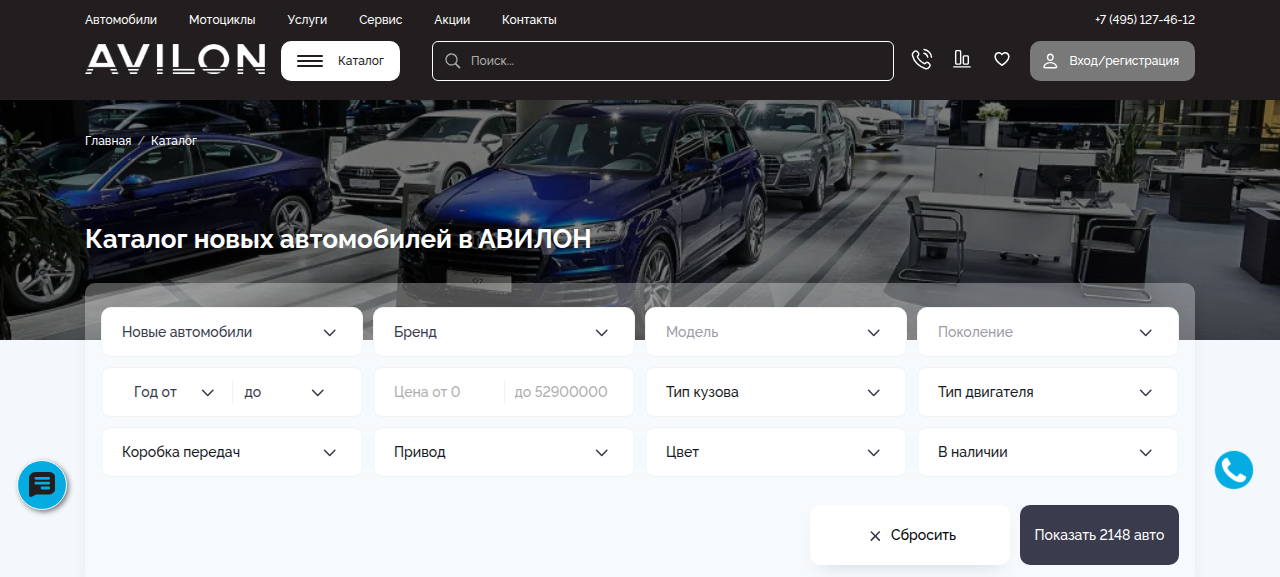 Автомобили Мотоциклы Услуги Сервис Акции Контакты +7 (495) 127-46-12
AVILON Каталог Поиск... Вход/регистрация
Главная / Каталог
Каталог новых автомобилей в АВИЛОН
Новые автомобили Бренд Модель Поколение
Год от до Цена от 0 до 52900000 Тип кузова Тип двигателя
Коробка передач Привод Цвет В наличии
Сбросить Показать 2148 авто